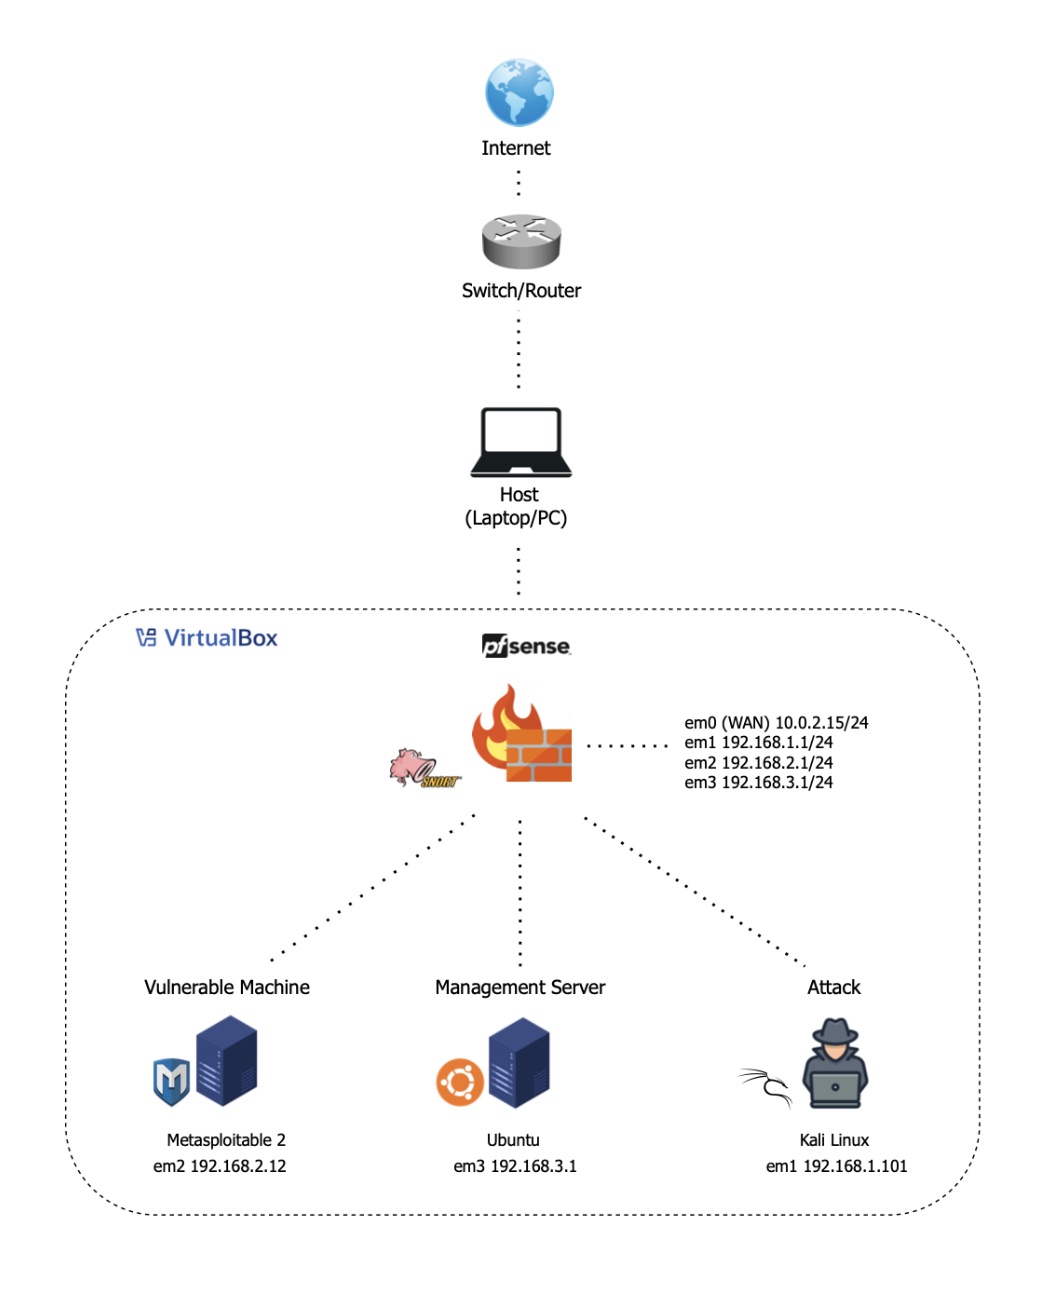 Internet
Switch/Router
Host
(Laptop/PC)
VirtualBox
pfsense
em0 (WAN) 10.0.2.15/24
em1 192.168.1.1/24
em2 192.168.2.1/24
em3 192.168.3.1/24
SNORT
Vulnerable Machine
Management Server
Attack
M
Metasploitable 2
Ubuntu
Kali Linux
em2 192.168.2.12
em3 192.168.3.1
em1 192.168.1.101